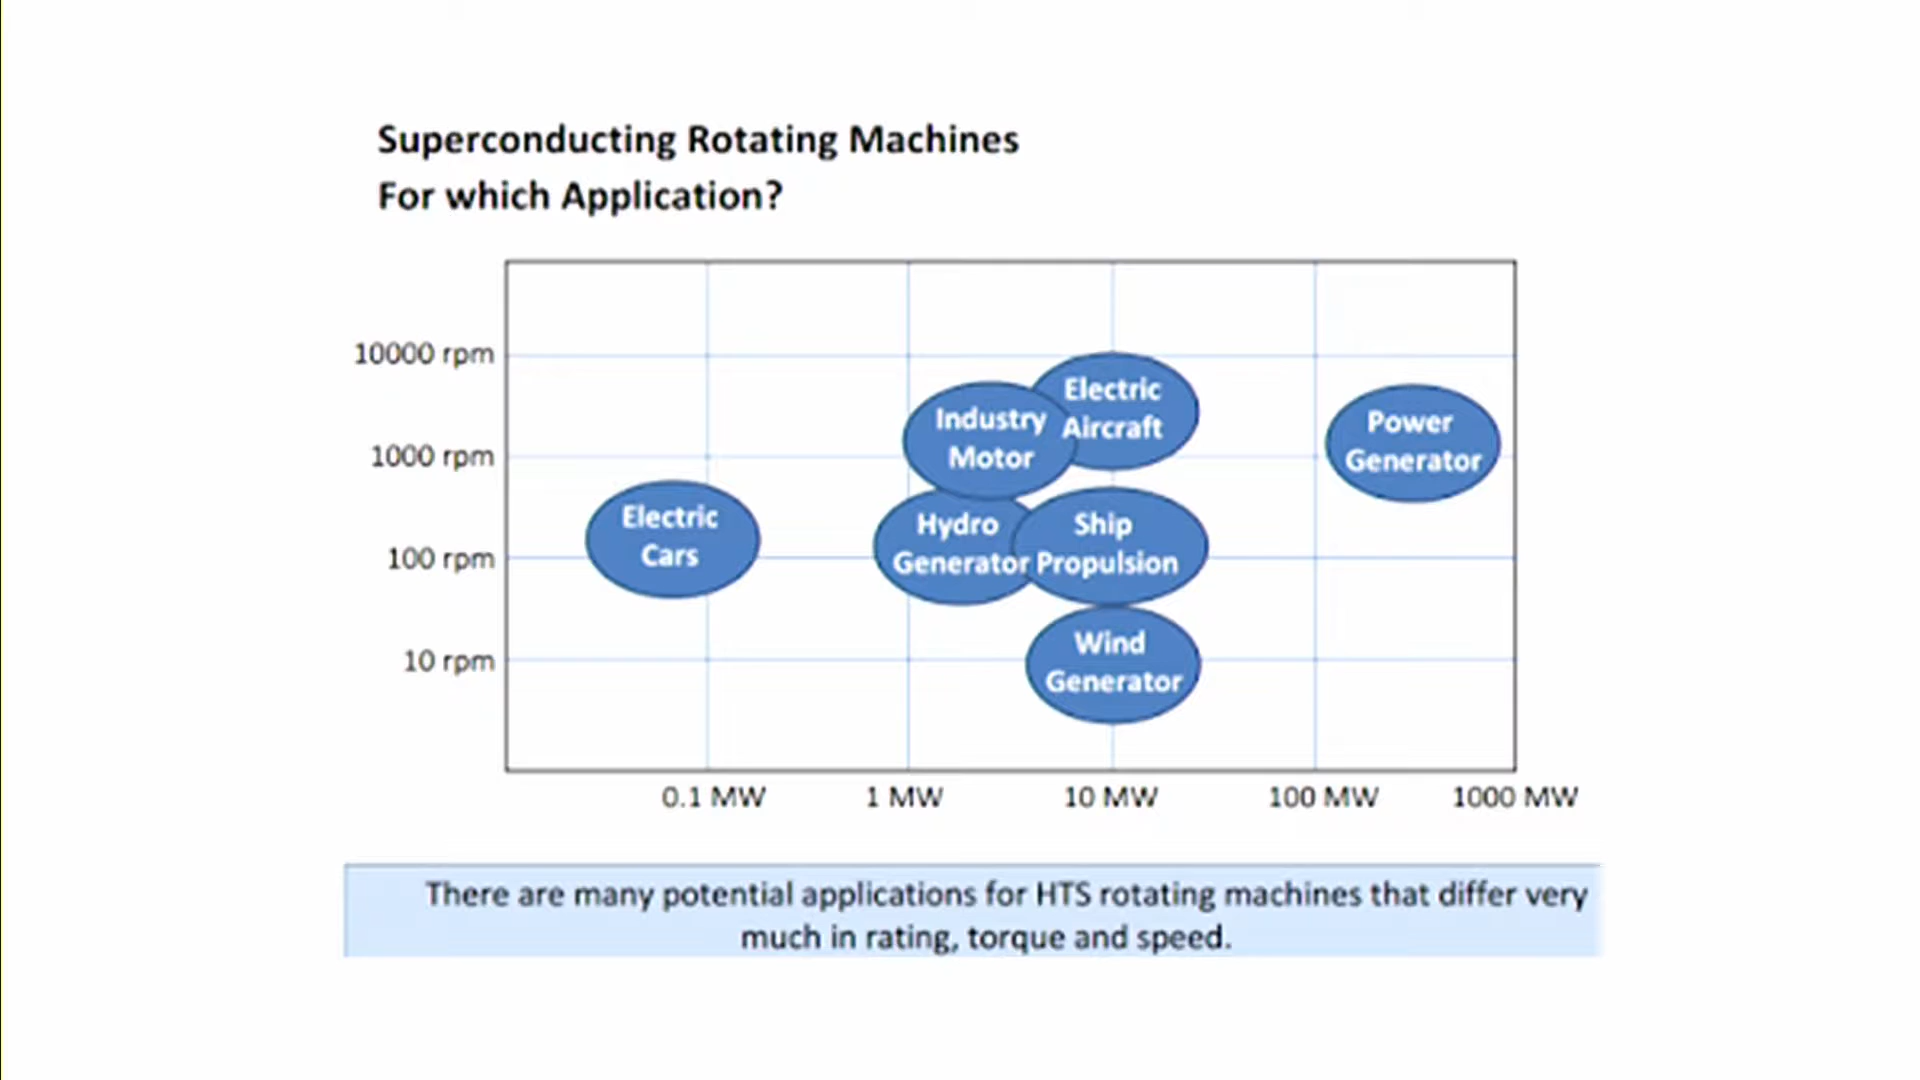 Superconducting Rotating Machines
For which Application?
10000 rpm
1000 rpm
100 rpm
10 rpm
Electric
Aircraft
Industry
Motor
Power
Generator
Electric
Cars
Hydro
Generator
Ship
Propulsion
Wind
Generator
0.1 MW
1 MW
10 MW
100 MW
1000 MW
There are many potential applications for HTS rotating machines that differ very
much in rating, torque and speed.